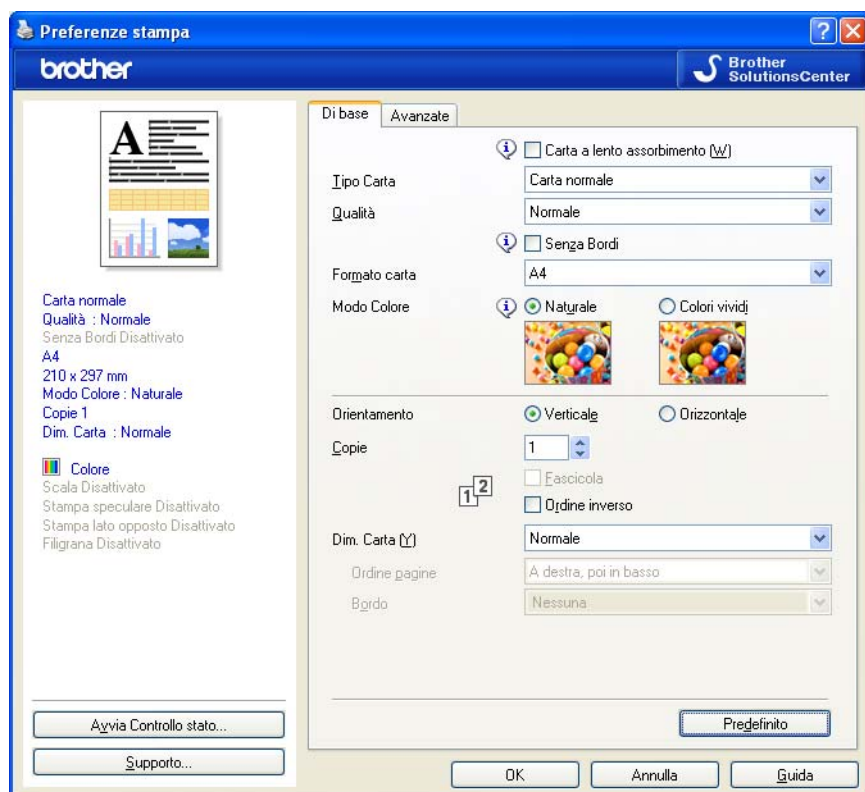 Preferenze stampa
brother
Brother
SolutionsCenter
A
Carta normale
Qualità : Normale
Senza Bordi Disattivato
A4
210 x 297 mm
Modo Colore : Naturale
Copie 1
Dim. Carta : Normale
Colore
Scala Disattivato
Stampa speculare Disattivato
Stampa lato opposto Disattivato
Filigrana Disattivato
Avvia Controllo stato...
Supporto...
Di base Avanzate
Carta a lento assorbimento (W)
Tipo Carta Carta normale
Qualità Normale
Senza Bordi
Formato carta A4
Modo Colore Naturale Colori vividi
Orientamento Verticale Orizzontale
Copie 1
Fascicola
1 2
Ordine inverso
Dim. Carta (Y) Normale
Ordine pagine A destra, poi in basso
Bordo Nessuna
Predefinito
OK Annulla Guida